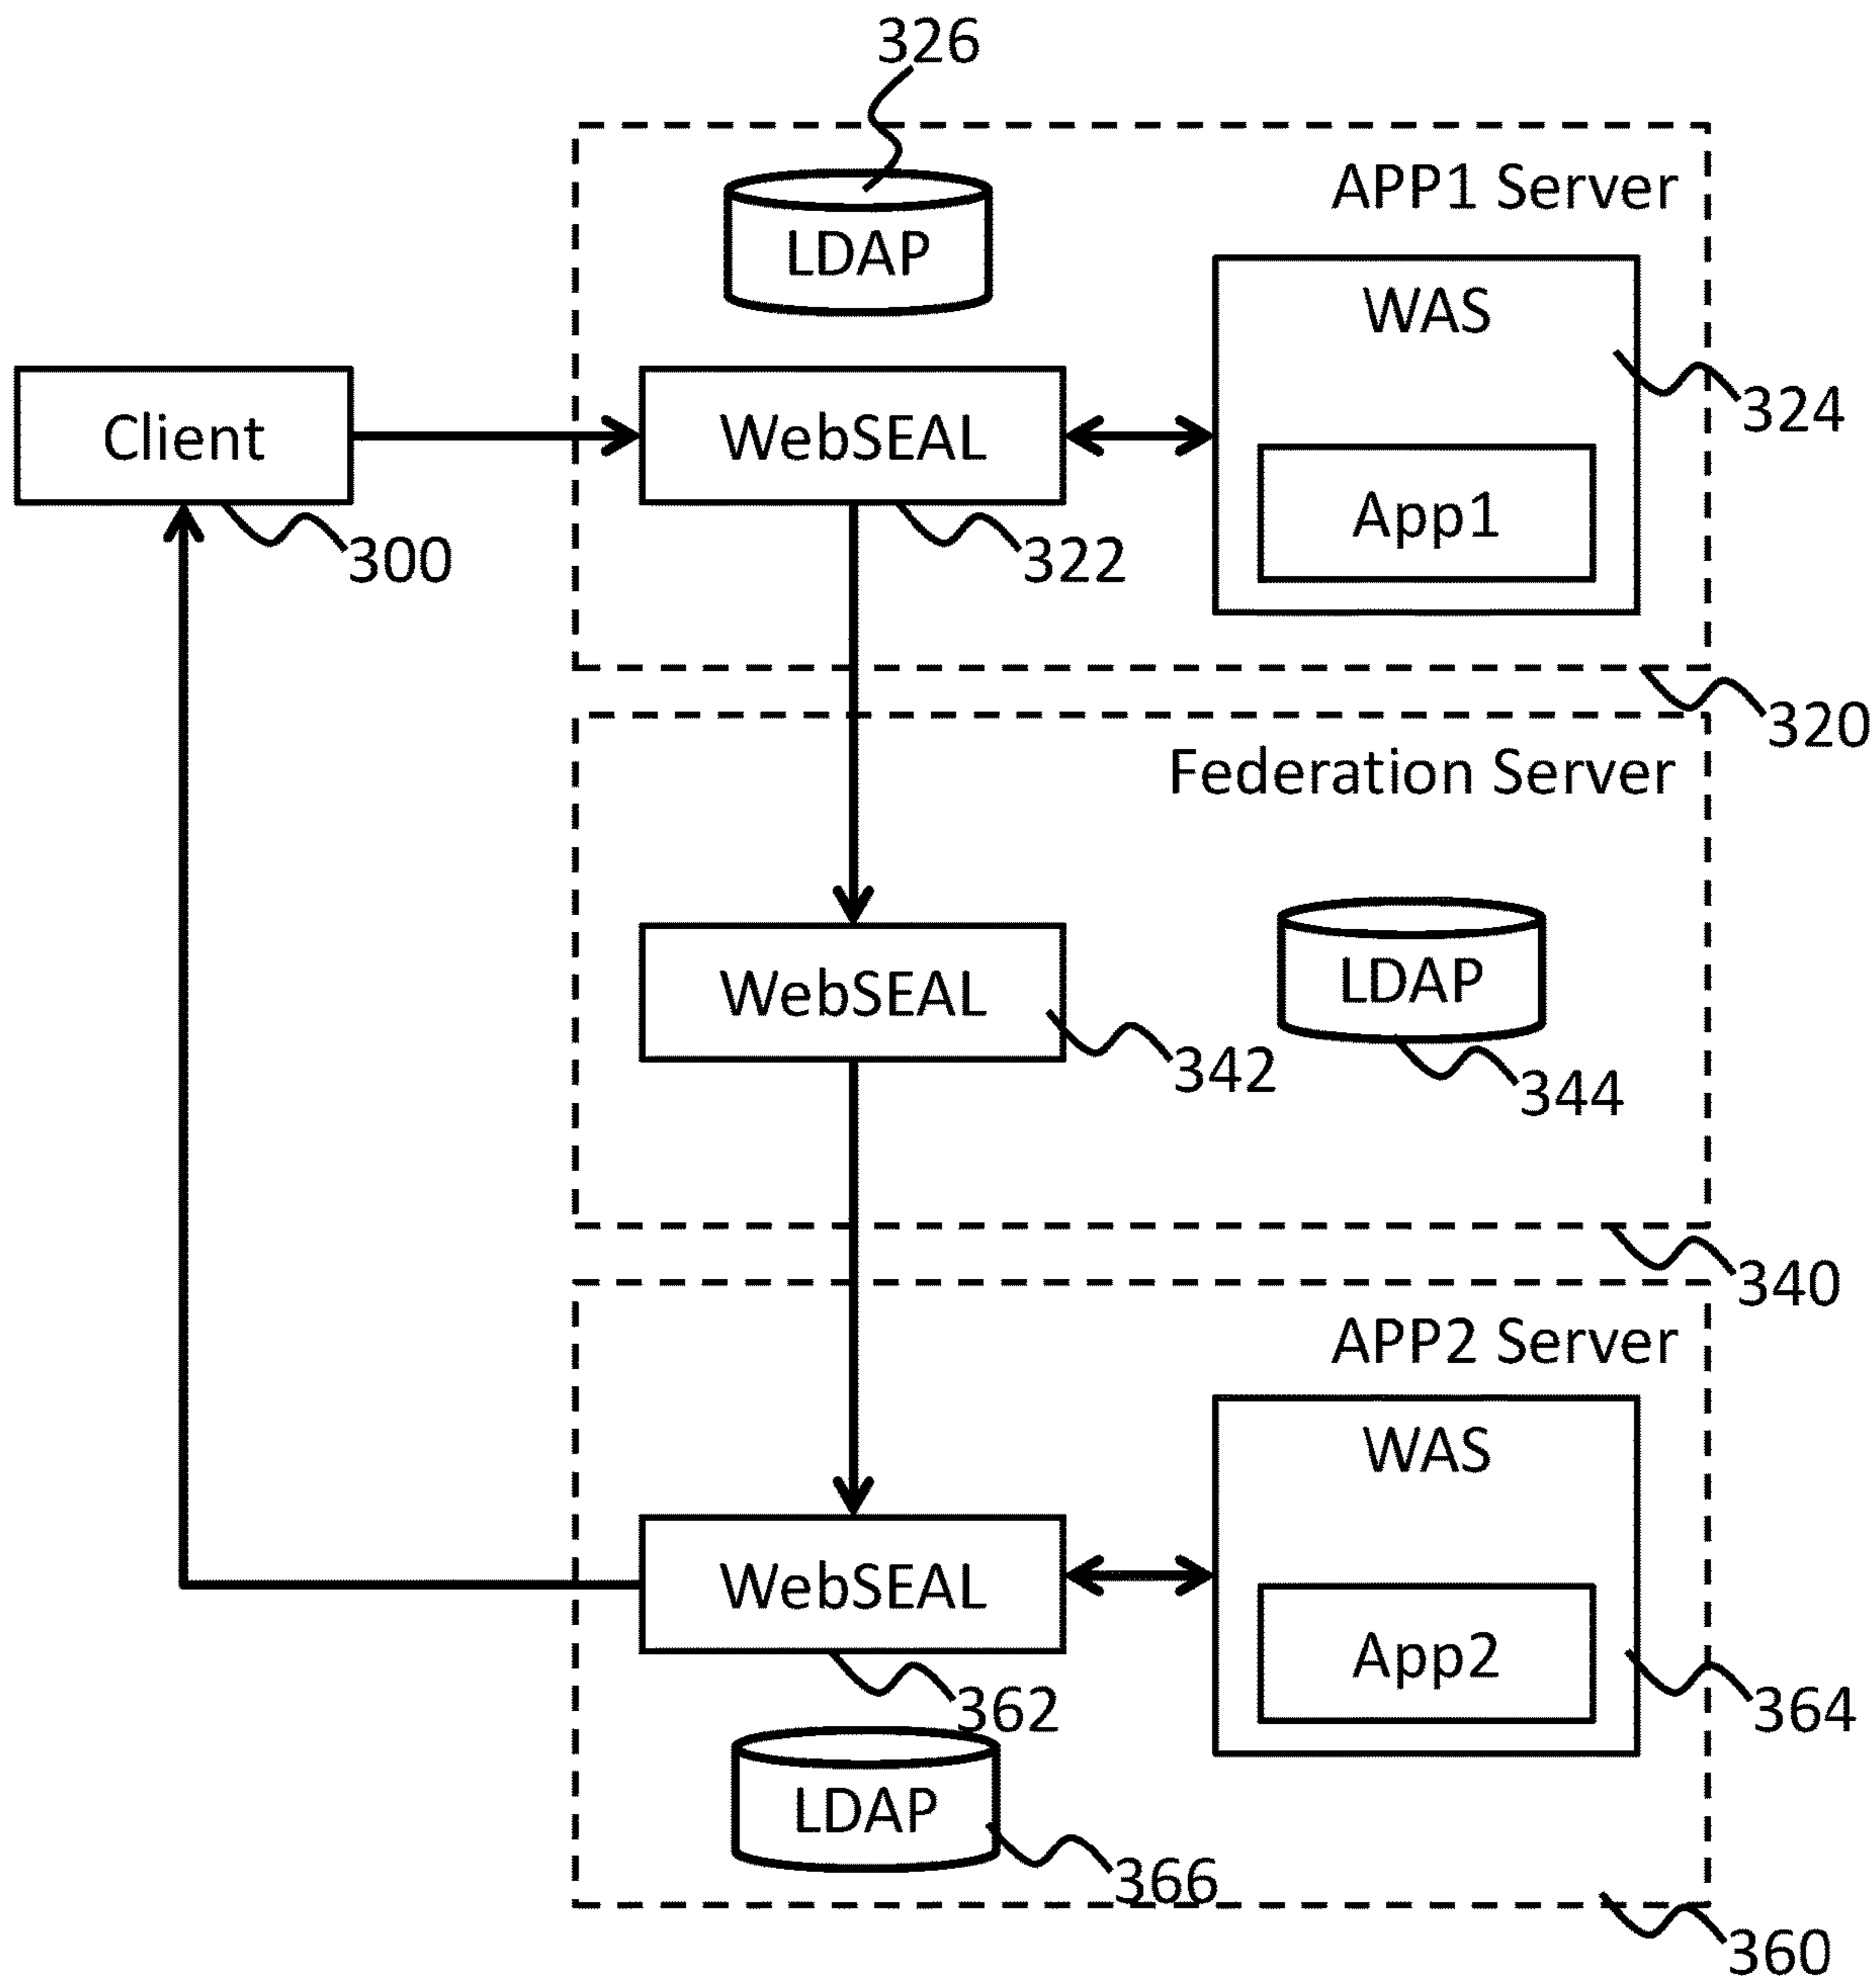 326
APP1 Server
LDAP
WAS
Client
WebSEAL
324
App1
300
322
320
Federation Server
WebSEAL
LDAP
342
344
340
APP2 Server
WAS
WebSEAL
App2
362
364
LDAP
366
360